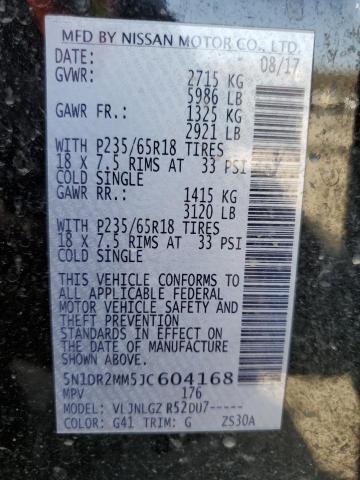 MFD BY NISSAN MOTOR CO., LTD.
DATE: 08/17
GVWR: 2715 KG
5986 LB
GAWR FR.: 1325 KG
2921 LB
WITH P235/65R18 TIRES
18 X 7.5 RIMS AT 33 PSI
COLD SINGLE
GAWR RR.: 1415 KG
3120 LB
WITH P235/65R18 TIRES
18 X 7.5 RIMS AT 33 PSI
COLD SINGLE
THIS VEHICLE CONFORMS TO
ALL APPLICABLE FEDERAL
MOTOR VEHICLE SAFETY AND
THEFT PREVENTION
STANDARDS IN EFFECT ON
THE DATE OF MANUFACTURE
SHOWN ABOVE.
5N1DR2MM5JC604168
MPV 176
MODEL: VLJNLGZ R52DU7-----
COLOR: G41 TRIM: G ZS30A